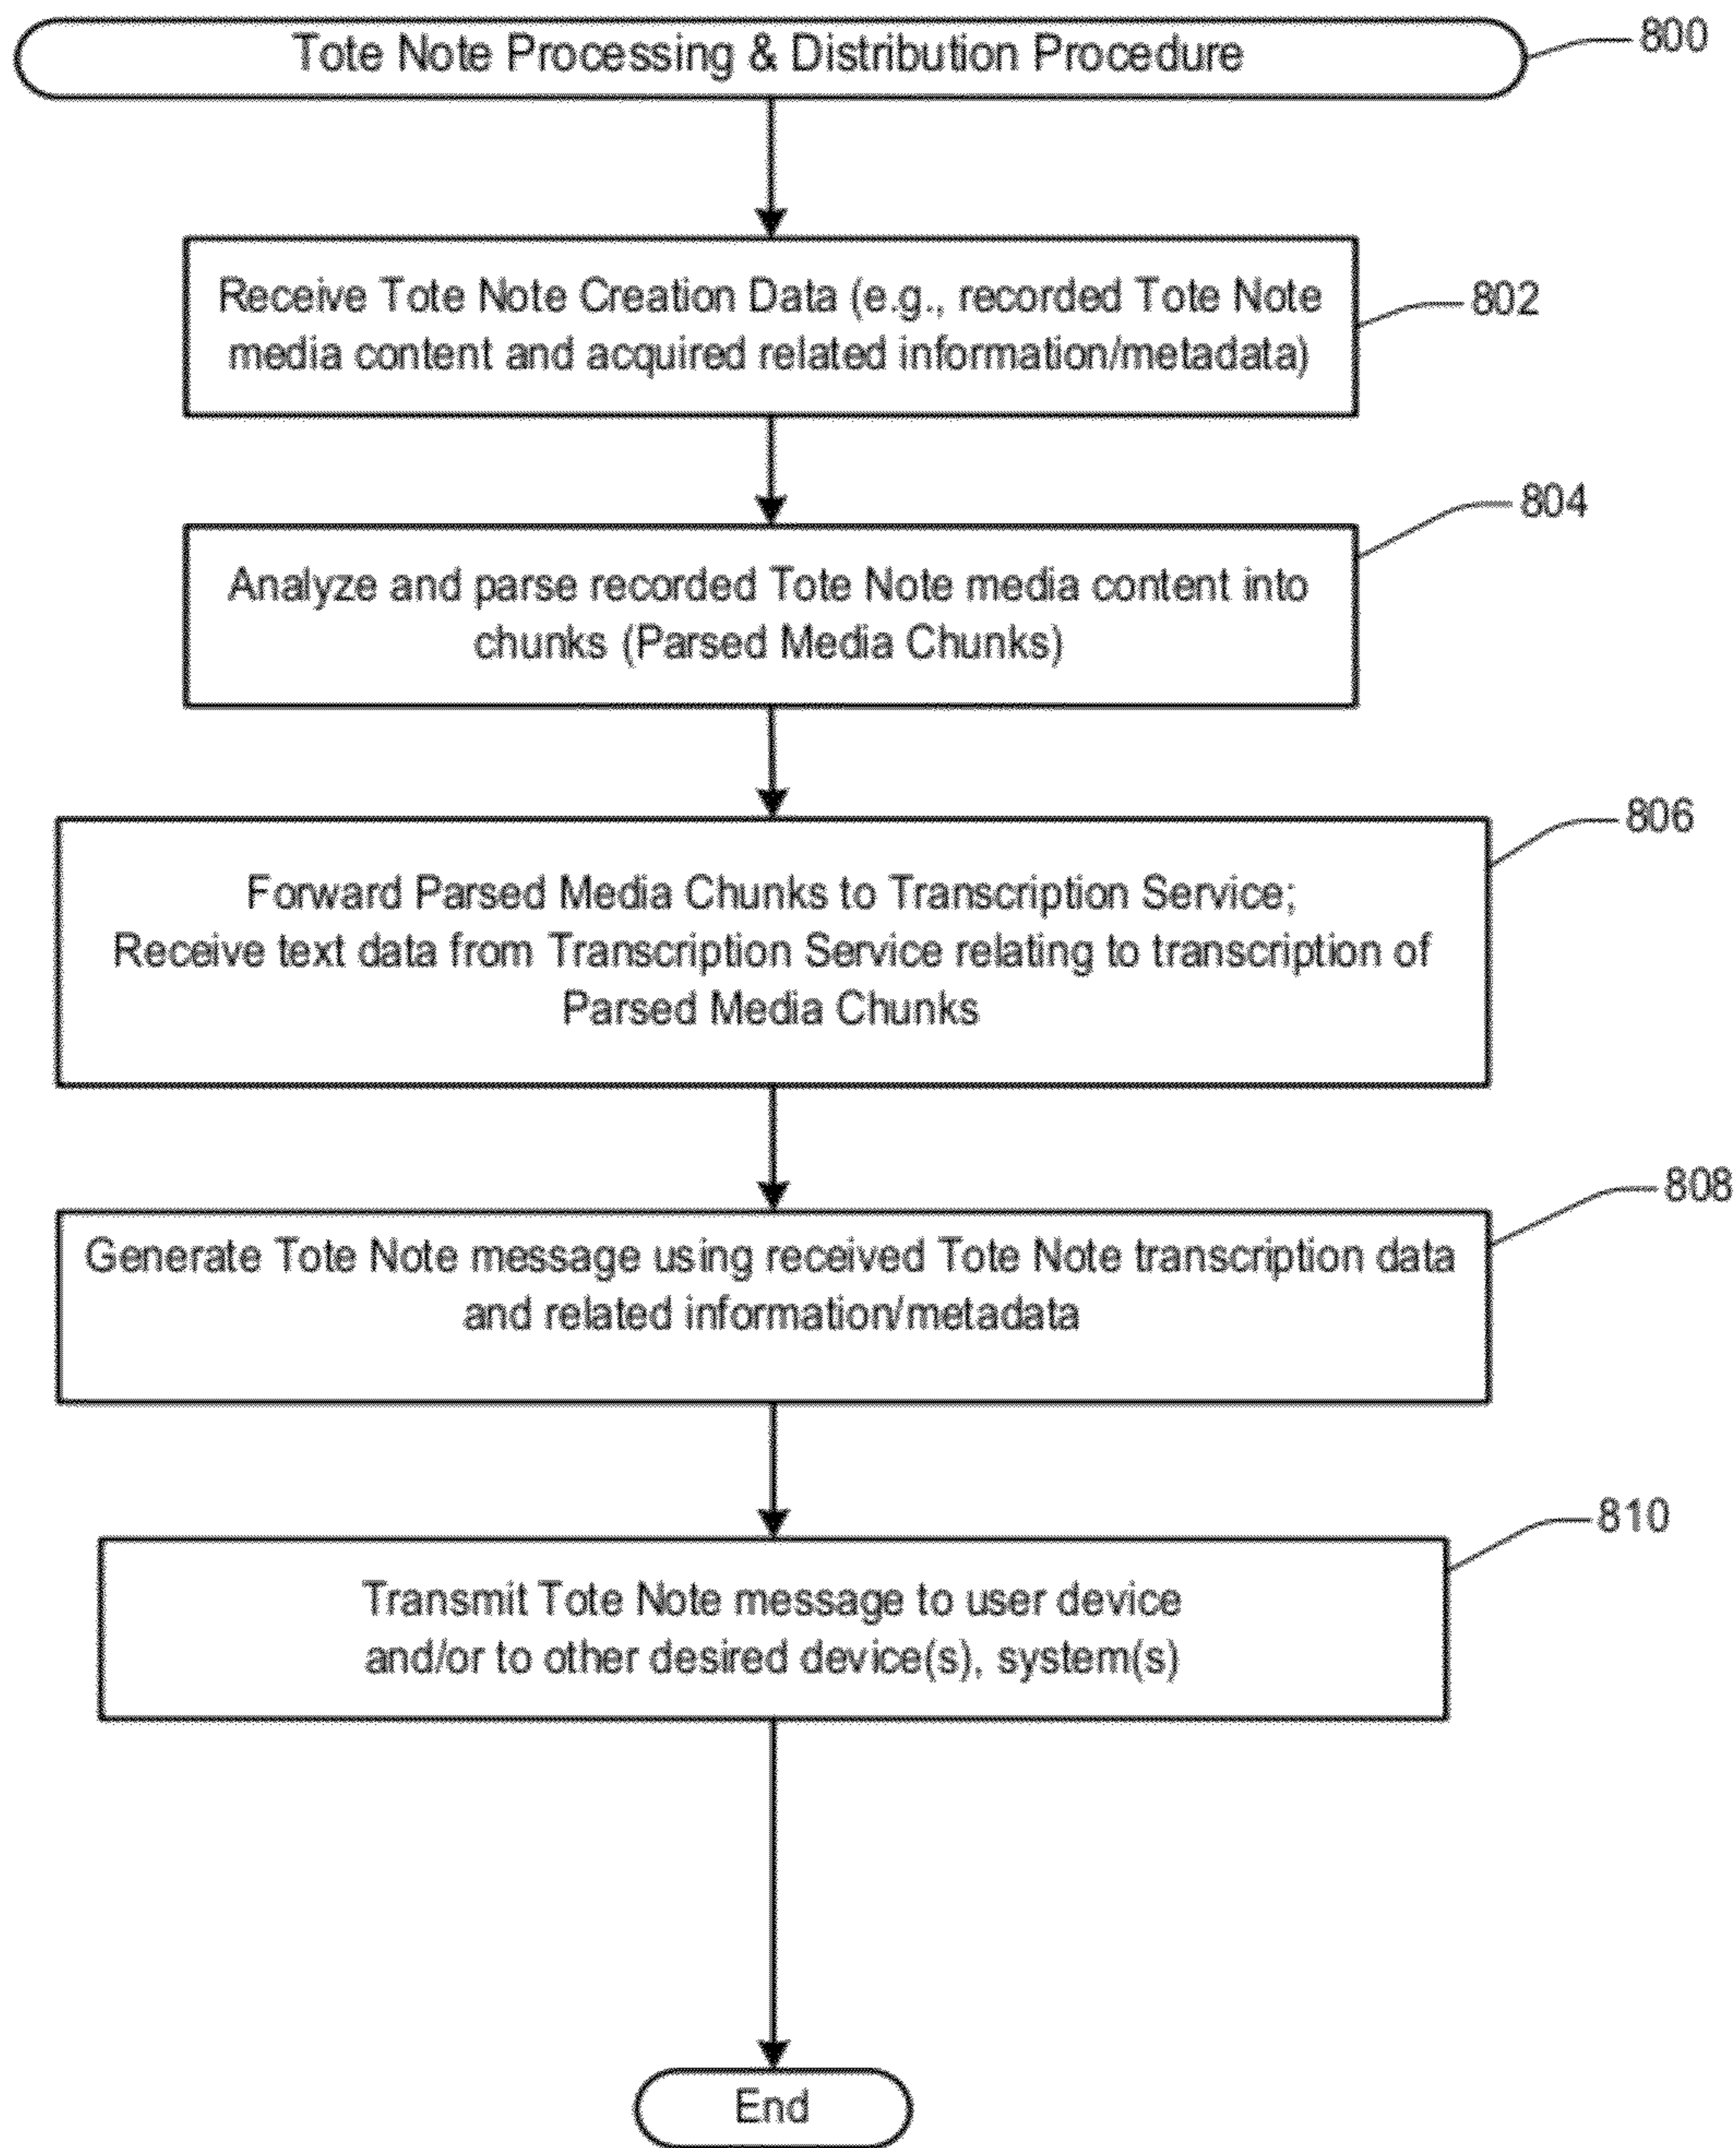 Tote Note Processing & Distribution Procedure
800
Receive Tote Note Creation Data (e.g., recorded Tote Note
media content and acquired related information/metadata)
802
804
Analyze and parse recorded Tote Note media content into
chunks (Parsed Media Chunks)
806
Forward Parsed Media Chunks to Transcription Service;
Receive text data from Transcription Service relating to transcription of
Parsed Media Chunks
808
Generate Tote Note message using received Tote Note transcription data
and related information/metadata
810
Transmit Tote Note message to user device
and/or to other desired device(s), system(s)
End